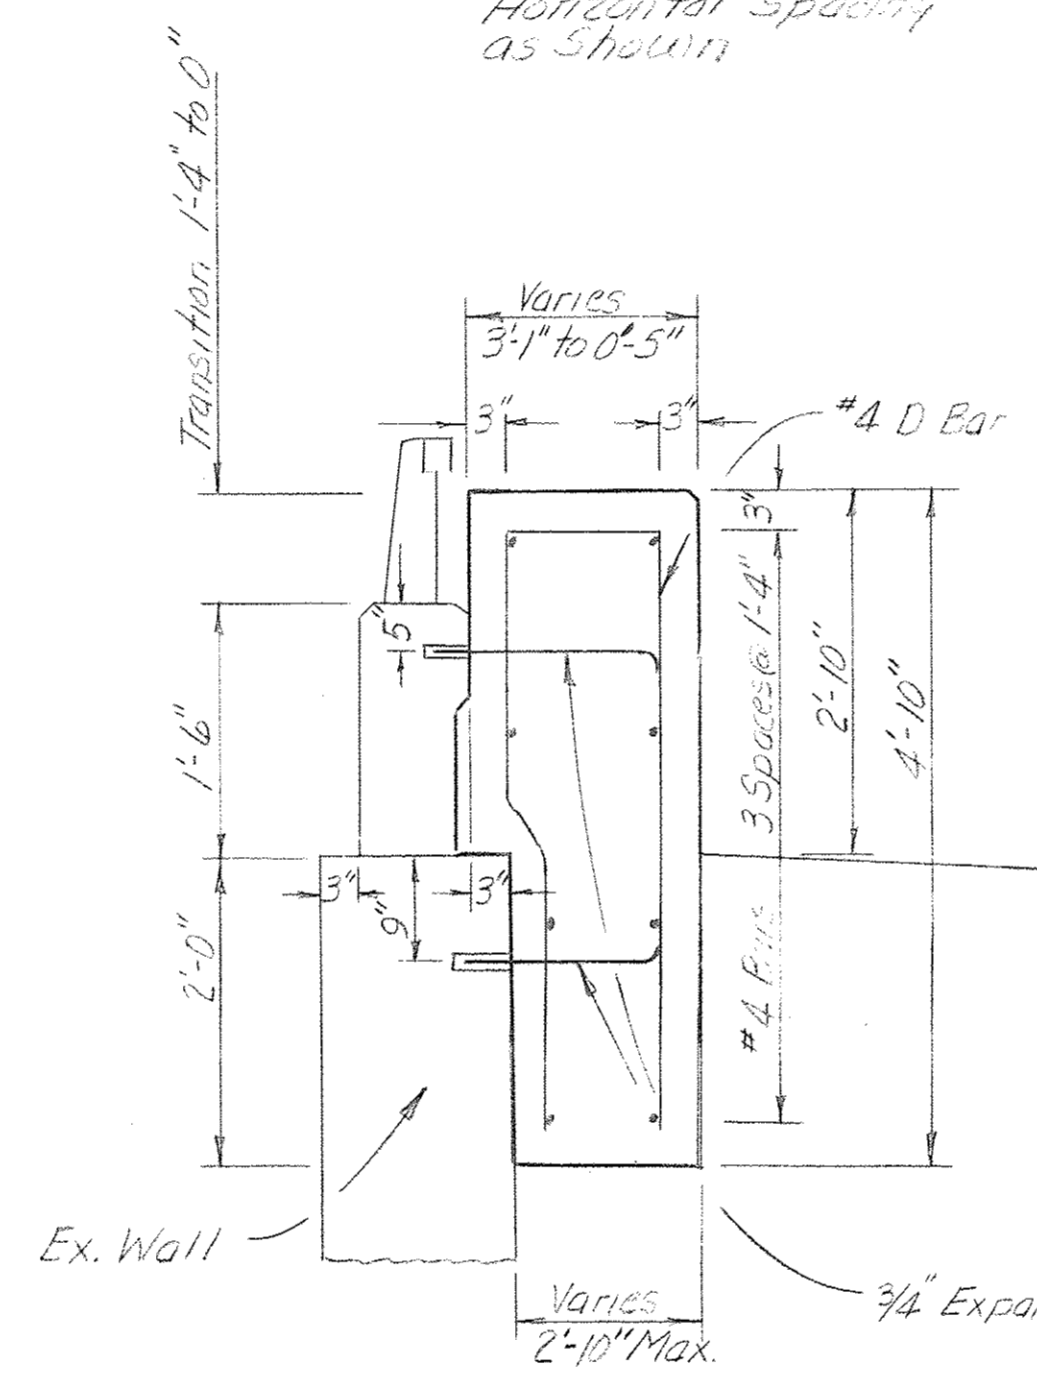 Horizontal Spacing
as Shown
Transition 1'-4" to 0"
Varies
3'-1" to 0'-5"
3"
3"
#4 D Bar
3"
5"
3 Spaces @ 1'-4"
2'-10"
4'-10"
1'-6"
3"
3"
9"
2'-0"
#4 Bars
Ex. Wall
3/4" Expa
Varies
2'-10" Max.